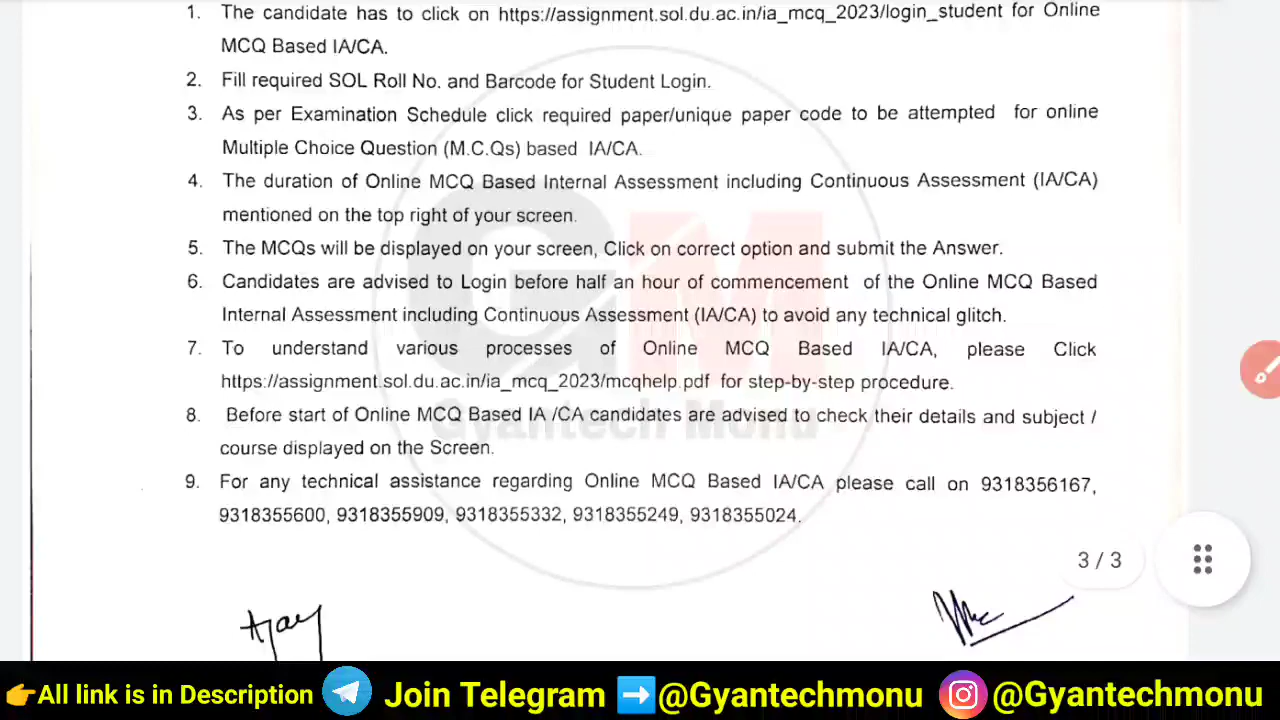 1. The candidate has to click on https://assignment.sol.du.ac.in/ia_mcq_2023/login_student for Online
MCQ Based IA/CA.
2. Fill required SOL Roll No. and Barcode for Student Login.
3. As per Examination Schedule click required paper/unique paper code to be attempted for online
Multiple Choice Question (M.C.Qs) based IA/CA.
4. The duration of Online MCQ Based Internal Assessment including Continuous Assessment (IA/CA)
mentioned on the top right of your screen.
5. The MCQs will be displayed on your screen, Click on correct option and submit the Answer.
6. Candidates are advised to Login before half an hour of commencement of the Online MCQ Based
Internal Assessment including Continuous Assessment (IA/CA) to avoid any technical glitch.
7. To understand various processes of Online MCQ Based IA/CA, please Click
https://assignment.sol.du.ac.in/ia_mcq_2023/mcqhelp.pdf for step-by-step procedure.
8. Before start of Online MCQ Based IA /CA candidates are advised to check their details and subject /
course displayed on the Screen.
9. For any technical assistance regarding Online MCQ Based IA/CA please call on 9318356167,
9318355600, 9318355909, 9318355332, 9318355249, 9318355024.
GM
Gyantech Monu
3 / 3
Ajay
👉All link is in Description Join Telegram ➡️@Gyantechmonu @Gyantechmonu